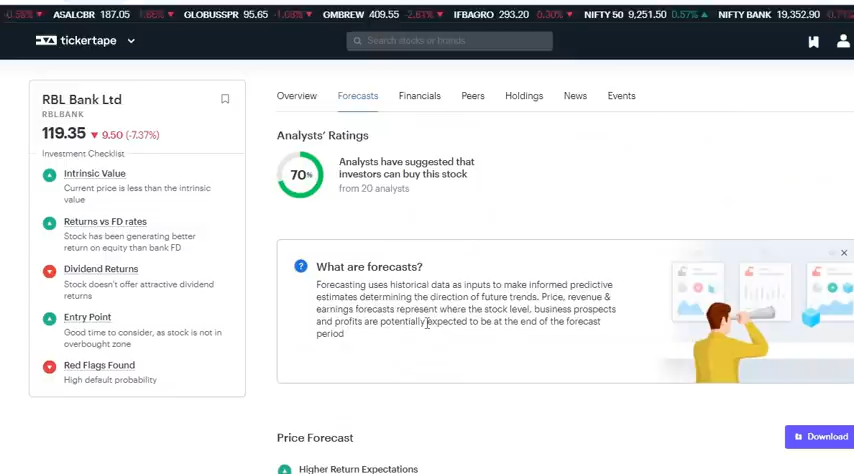 -0.58% ASALCBR 187.05 -1.66% GLOBUSSPR 95.65 -1.08% GMBREW 409.55 -2.61% IFBAGRO 293.20 -0.30% NIFTY 50 9,251.50 0.57% NIFTY BANK 19,352.90
tickertape
Search stocks or brands
RBL Bank Ltd
RBLBANK
119.35 9.50 (-7.37%)
Investment Checklist
Intrinsic Value
Current price is less than the intrinsic
value
Returns vs FD rates
Stock has been generating better
return on equity than bank FD
Dividend Returns
Stock doesn't offer attractive dividend
returns
Entry Point
Good time to consider, as stock is not in
overbought zone
Red Flags Found
High default probability
Overview Forecasts Financials Peers Holdings News Events
Analysts' Ratings
70%
Analysts have suggested that
investors can buy this stock
from 20 analysts
What are forecasts?
Forecasting uses historical data as inputs to make informed predictive
estimates determining the direction of future trends. Price, revenue &
earnings forecasts represent where the stock level, business prospects
and profits are potentially expected to be at the end of the forecast
period
Price Forecast
Download
Higher Return Expectations